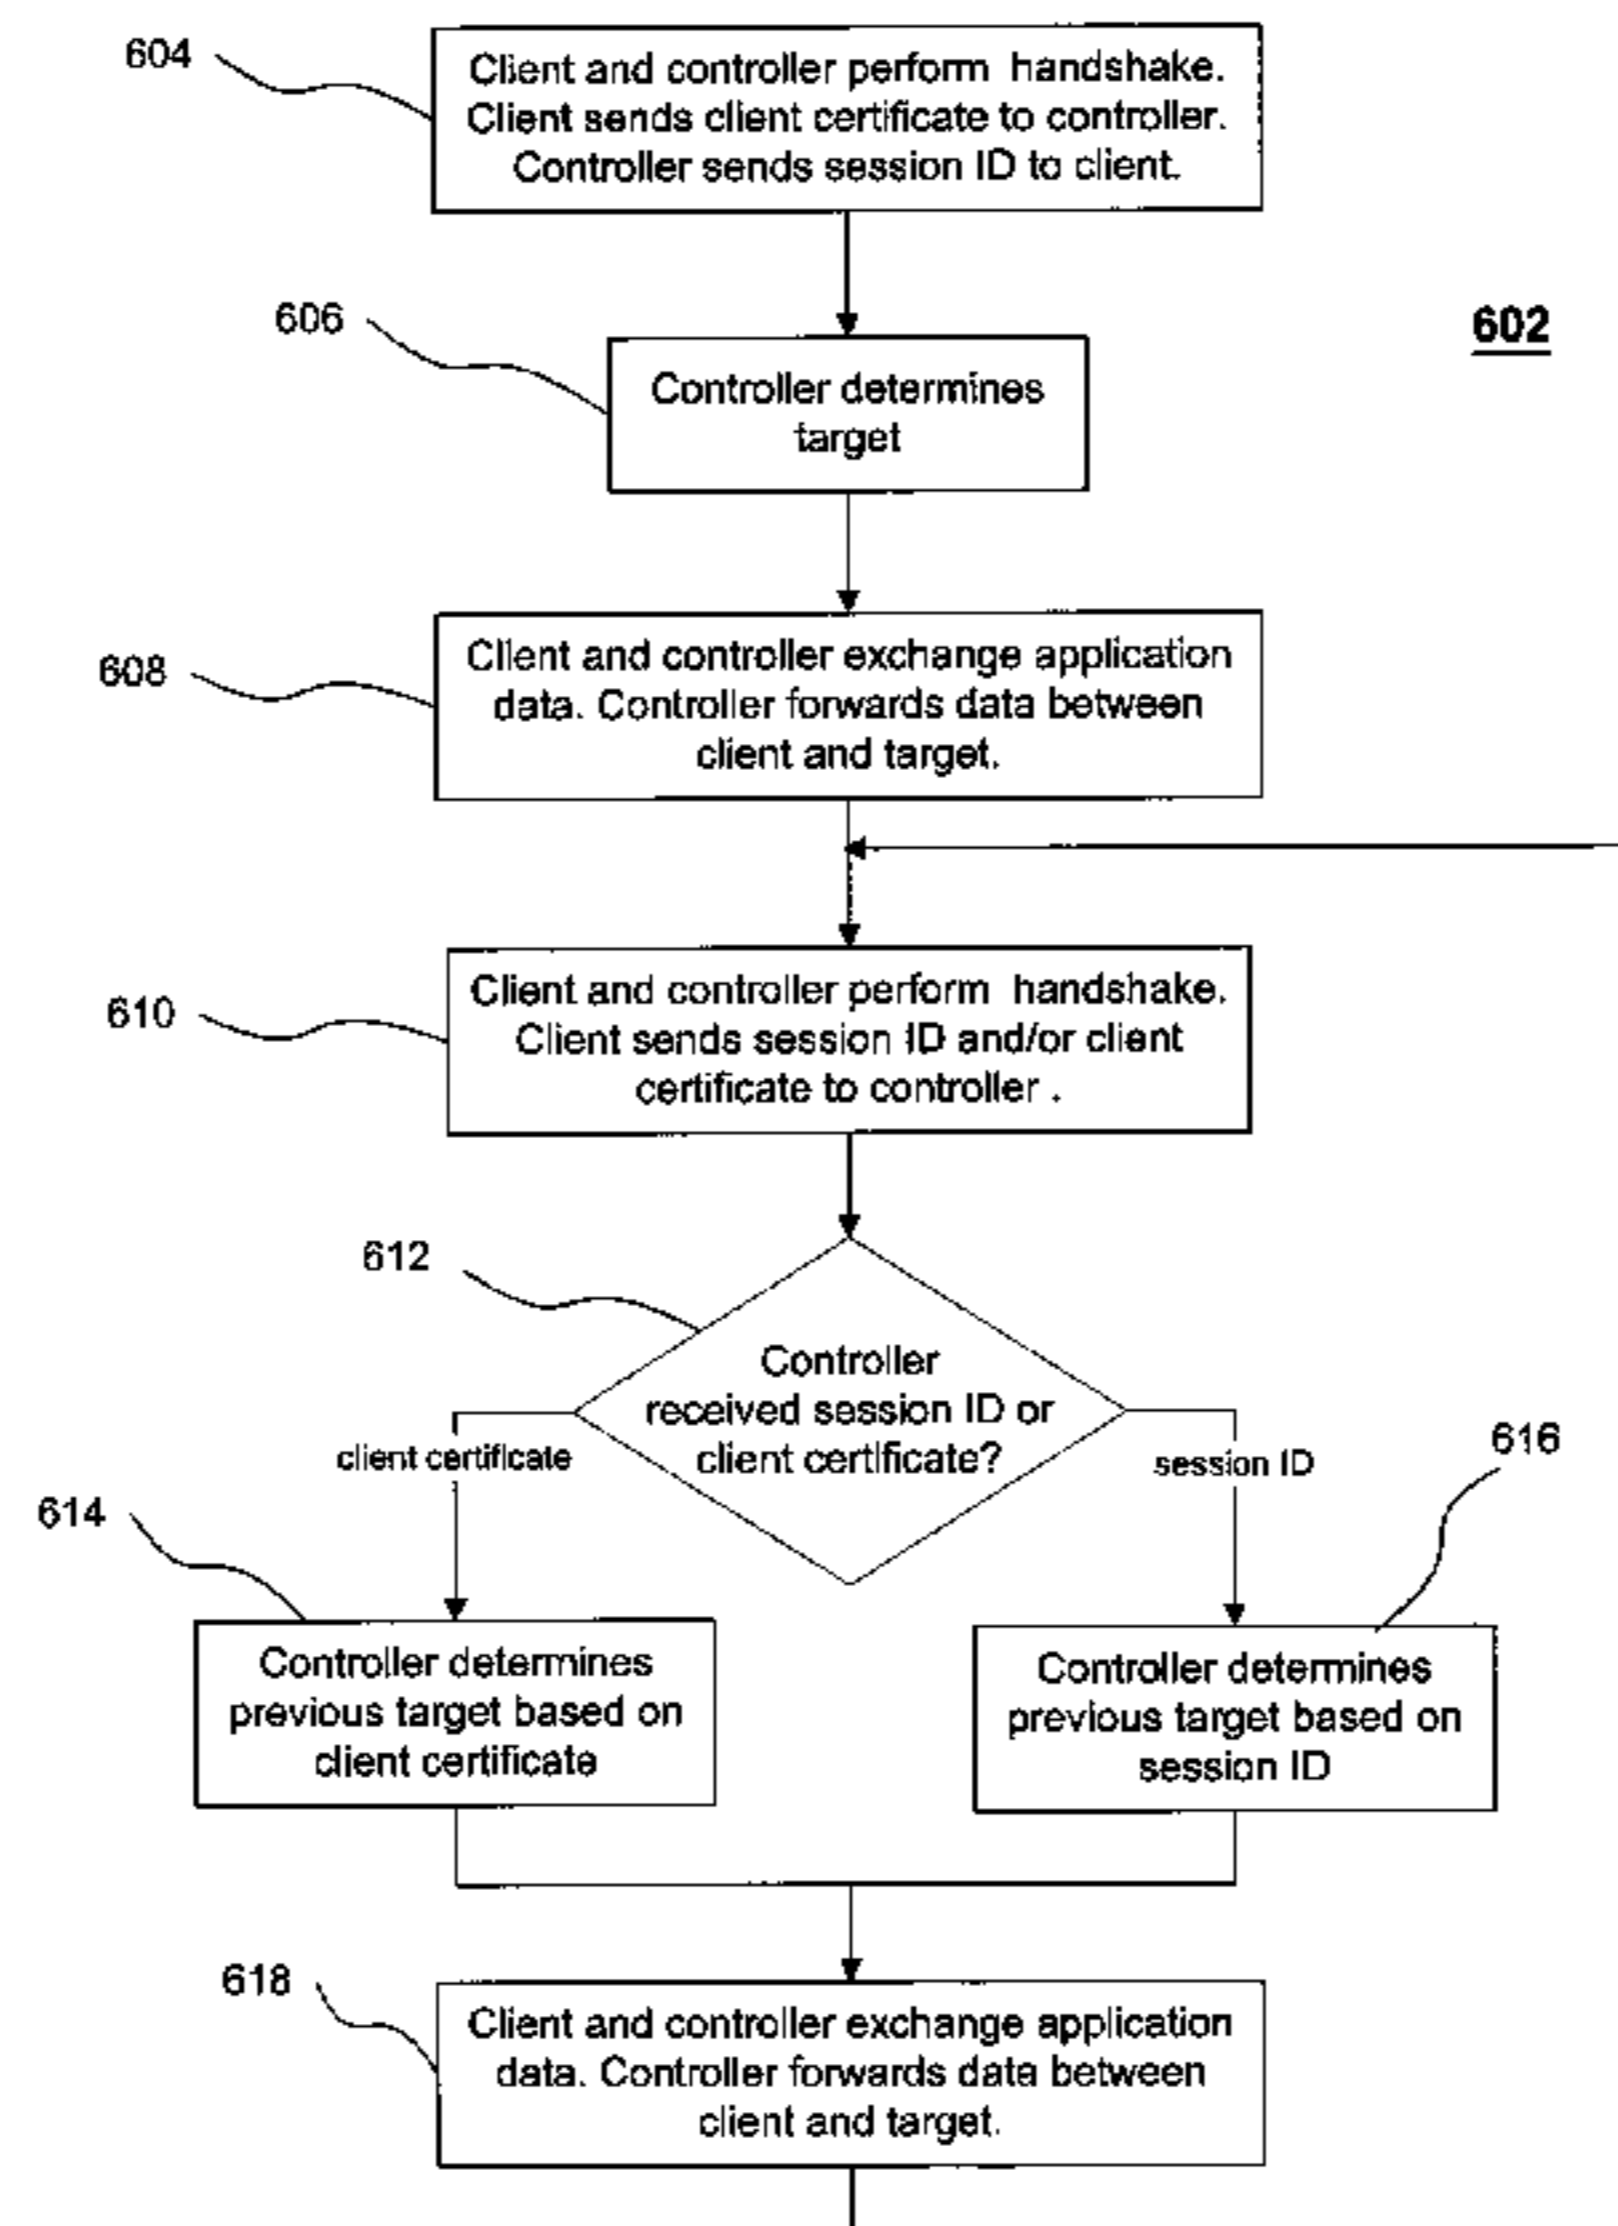 604
Client and controller perform handshake.
Client sends client certificate to controller.
Controller sends session ID to client.
606
602
Controller determines
target
608
Client and controller exchange application
data. Controller forwards data between
client and target.
610
Client and controller perform handshake.
Client sends session ID and/or client
certificate to controller .
612
Controller
received session ID or
client certificate?
client certificate
session ID
616
614
Controller determines
previous target based on
client certificate
Controller determines
previous target based on
session ID
618
Client and controller exchange application
data. Controller forwards data between
client and target.